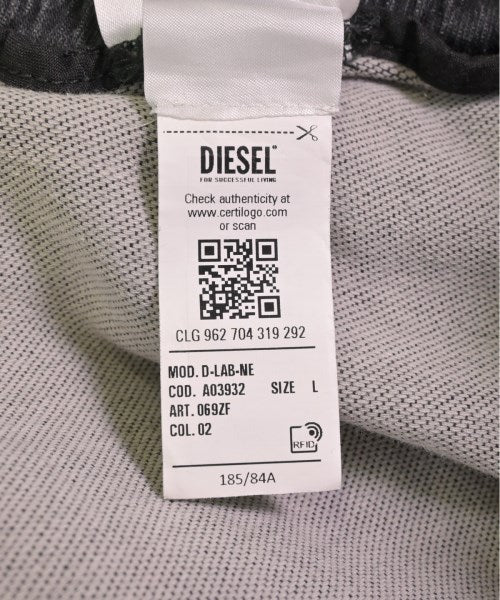 DIESEL
FOR SUCCESSFUL LIVING
Check authenticity at
www.certilogo.com
or scan
CLG 962 704 319 292
MOD. D-LAB-NE
COD. A03932 SIZE L
ART. 069ZF
COL. 02
RFID
185/84A